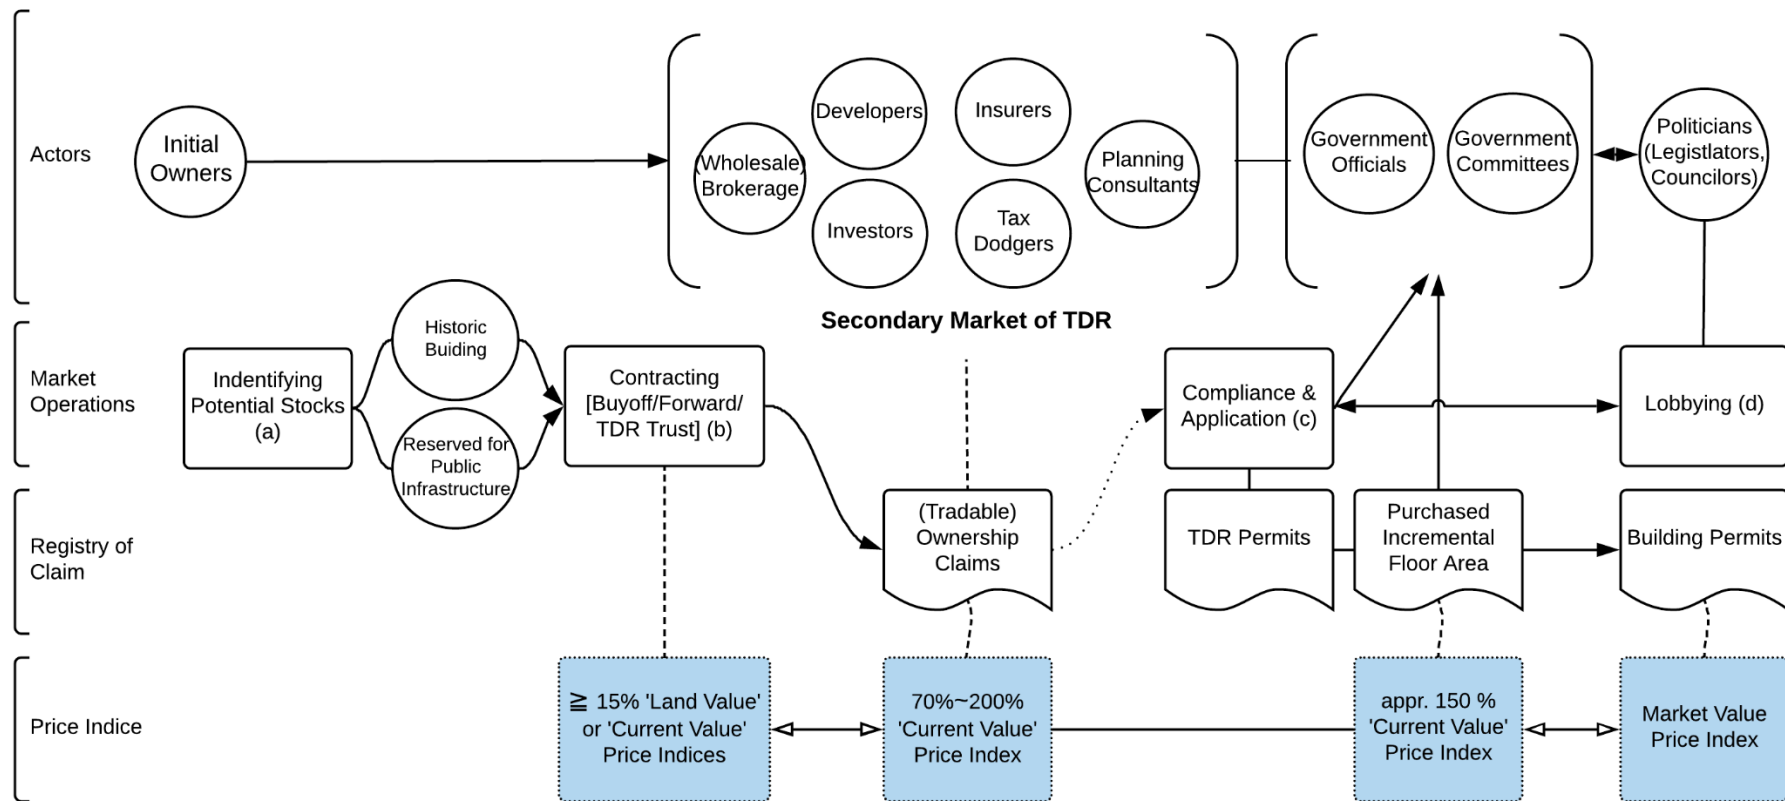 Actors
Initial
Owners
(Wholesale)
Brokerage
Developers
Investors
Insurers
Tax
Dodgers
Planning
Consultants
Government
Officials
Government
Committees
Politicians
(Legistlators,
Councilors)
Secondary Market of TDR
Market
Operations
Indentifying
Potential Stocks
(a)
Historic
Buiding
Reserved for
Public
Infrastructure
Contracting
[Buyoff/Forward/
TDR Trust] (b)
Compliance &
Application (c)
Lobbying (d)
Registry of
Claim
(Tradable)
Ownership
Claims
TDR Permits
Purchased
Incremental
Floor Area
Building Permits
Price Indice
≧ 15% 'Land Value'
or 'Current Value'
Price Indices
70%~200%
'Current Value'
Price Index
appr. 150 %
'Current Value'
Price Index
Market Value
Price Index